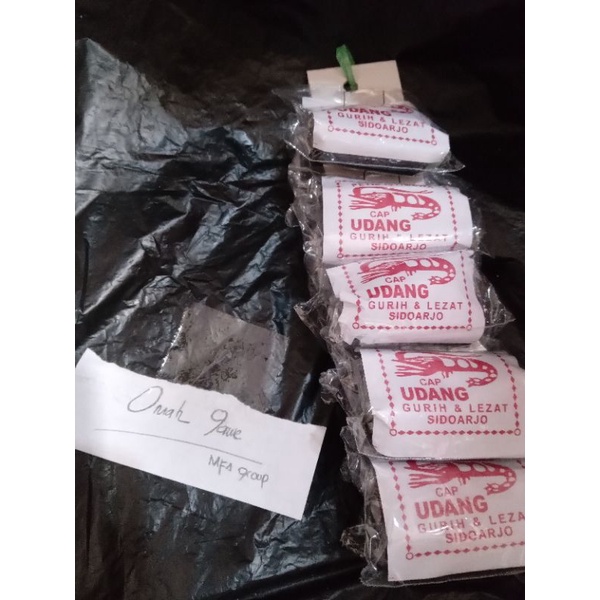 UDANG
GURIH & LEZAT
SIDOARJO
CAP
UDANG
GURIH & LEZAT
SIDOARJO
CAP
UDANG
GURIH & LEZAT
SIDOARJO
CAP
UDANG
GURIH & LEZAT
SIDOARJO
CAP
UDANG
GURIH & LEZAT
SIDOARJO
Omah
MFA group